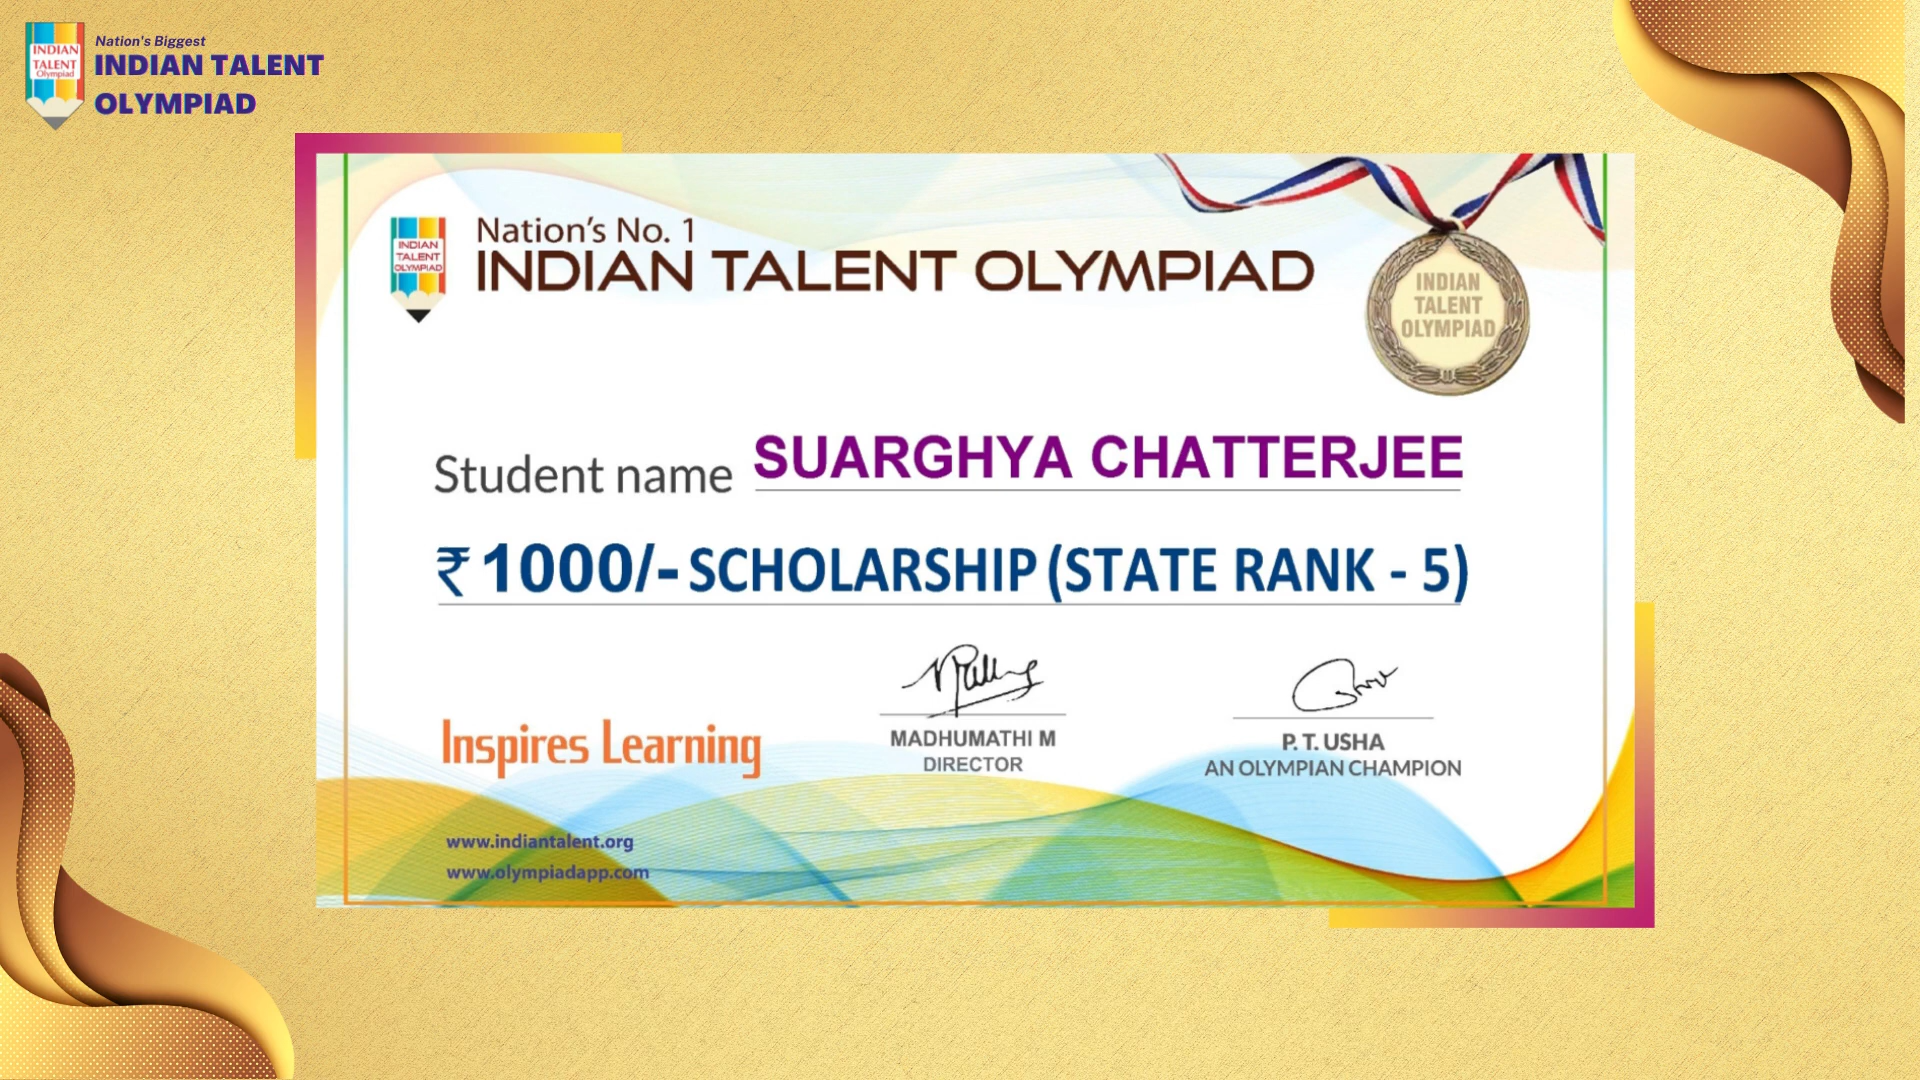 INDIAN
TALENT
Olympiad
Nation's Biggest
INDIAN TALENT
OLYMPIAD
INDIAN
TALENT
OLYMPIAD
Nation's No. 1
INDIAN TALENT OLYMPIAD
INDIAN
TALENT
OLYMPIAD
Student name SUARGHYA CHATTERJEE
₹ 1000/- SCHOLARSHIP (STATE RANK - 5)
Inspires Learning
MADHUMATHI M
DIRECTOR
P. T. USHA
AN OLYMPIAN CHAMPION
www.indiantalent.org
www.olympiadapp.com